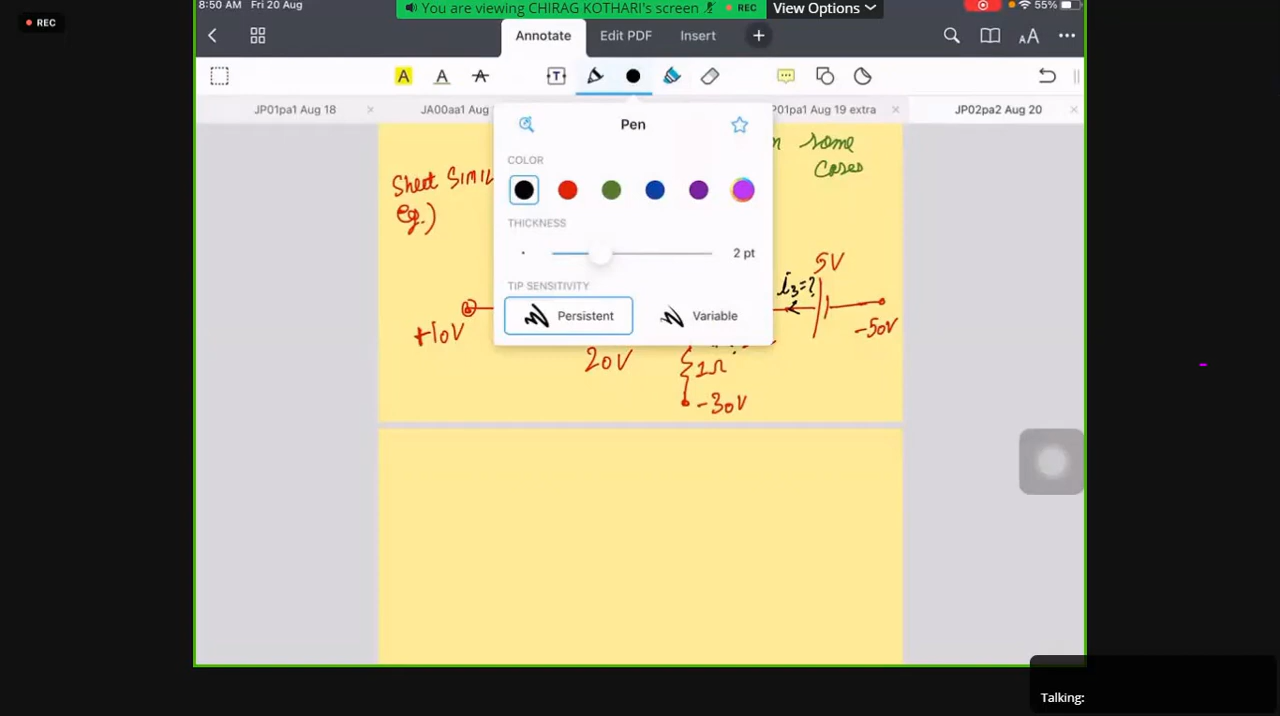 REC
8:50 AM Fri 20 Aug
You are viewing CHIRAG KOTHARI's screen
REC
View Options
55%
Annotate
Edit PDF
Insert
+
AA
A
A
A
T
JP01pa1 Aug 18
JA00aa1 Aug
P01pa1 Aug 19 extra
JP02pa2 Aug 20
Pen
COLOR
THICKNESS
2 pt
TIP SENSITIVITY
Persistent
Variable
some
cases
Sheet SIMIL
eg.)
5V
i3=?
+10V
-50V
20V
1Ω
-30V
Talking: